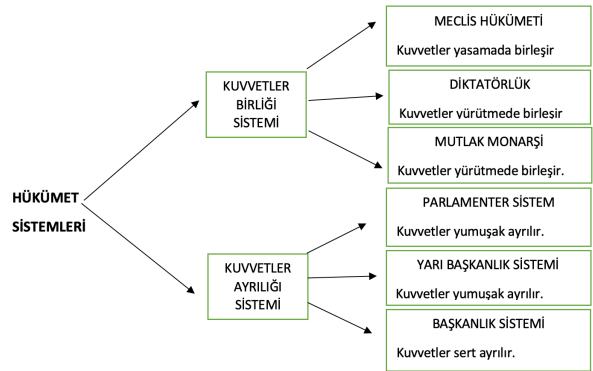 HÜKÜMET
SİSTEMLERİ
KUVVETLER
BİRLİĞİ
SİSTEMİ
MECLİS HÜKÜMETİ
Kuvvetler yasamada birleşir
DİKTATÖRLÜK
Kuvvetler yürütmede birleşir
MUTLAK MONARŞİ
Kuvvetler yürütmede birleşir.
KUVVETLER
AYRILIĞI
SİSTEMİ
PARLAMENTER SİSTEM
Kuvvetler yumuşak ayrılır.
YARI BAŞKANLIK SİSTEMİ
Kuvvetler yumuşak ayrılır.
BAŞKANLIK SİSTEMİ
Kuvvetler sert ayrılır.